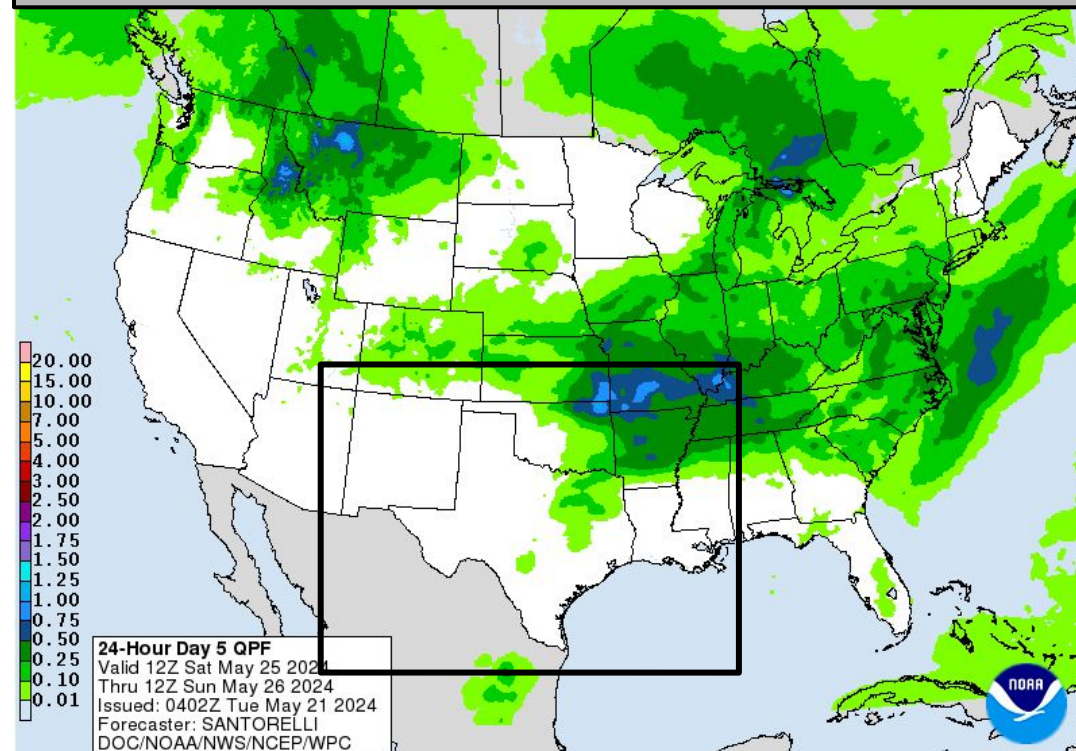 20.00
15.00
10.00
7.00
5.00
4.00
3.00
2.50
2.00
1.75
1.50
1.25
1.00
0.75
0.50
0.25
0.10
0.01
24-Hour Day 5 QPF
Valid 12Z Sat May 25 2024
Thru 12Z Sun May 26 2024
Issued: 0402Z Tue May 21 2024
Forecaster: SANTORELLI
DOC/NOAA/NWS/NCEP/WPC
NOAA